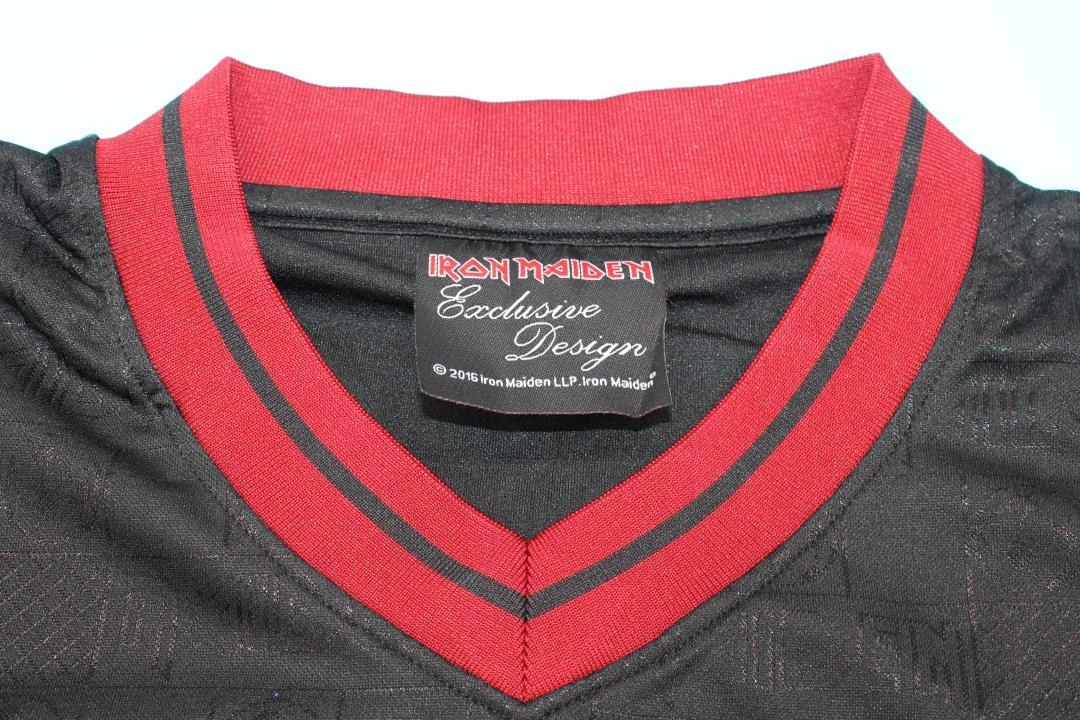 IRON MAIDEN
Exclusive
Design
© 2016 Iron Maiden LLP. Iron Maiden®